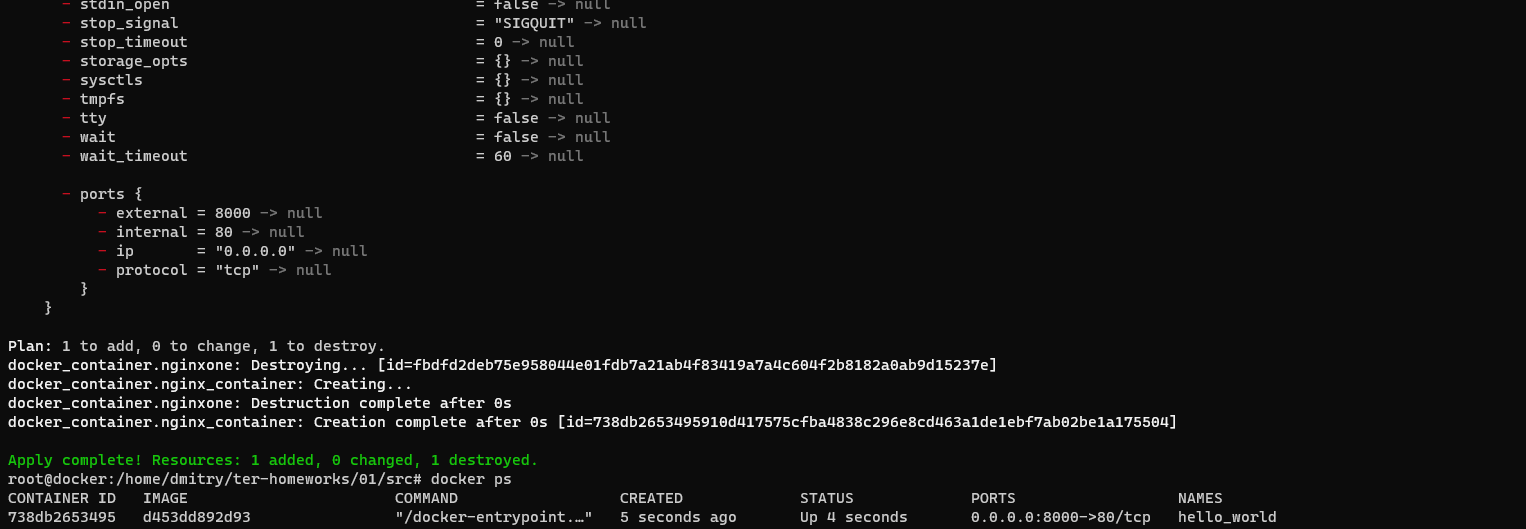 - stdin_open = false -> null
- stop_signal = "SIGQUIT" -> null
- stop_timeout = 0 -> null
- storage_opts = {} -> null
- sysctls = {} -> null
- tmpfs = {} -> null
- tty = false -> null
- wait = false -> null
- wait_timeout = 60 -> null
- ports {
- external = 8000 -> null
- internal = 80 -> null
- ip = "0.0.0.0" -> null
- protocol = "tcp" -> null
}
}
Plan: 1 to add, 0 to change, 1 to destroy.
docker_container.nginxone: Destroying... [id=fbdfd2deb75e958044e01fdb7a21ab4f83419a7a4c604f2b8182a0ab9d15237e]
docker_container.nginx_container: Creating...
docker_container.nginxone: Destruction complete after 0s
docker_container.nginx_container: Creation complete after 0s [id=738db2653495910d417575cfba4838c296e8cd463a1de1ebf7ab02be1a175504]
Apply complete! Resources: 1 added, 0 changed, 1 destroyed.
root@docker:/home/dmitry/ter-homeworks/01/src# docker ps
CONTAINER ID IMAGE COMMAND CREATED STATUS PORTS NAMES
738db2653495 d453dd892d93 "/docker-entrypoint.…" 5 seconds ago Up 4 seconds 0.0.0.0:8000->80/tcp hello_world